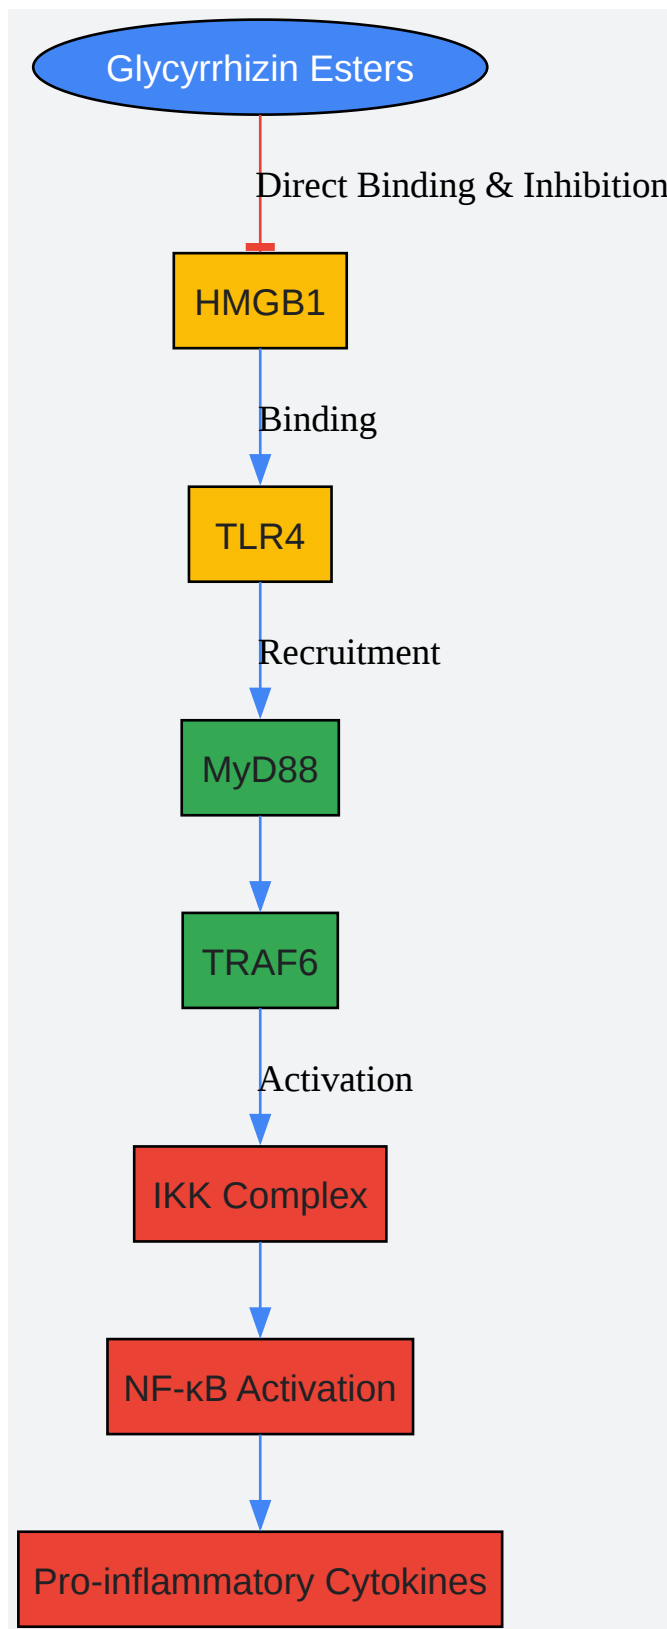 Glycyrrhizin Esters
Direct Binding & Inhibition
HMGB1
Binding
TLR4
Recruitment
MyD88
TRAF6
Activation
IKK Complex
NF-κB Activation
Pro-inflammatory Cytokines